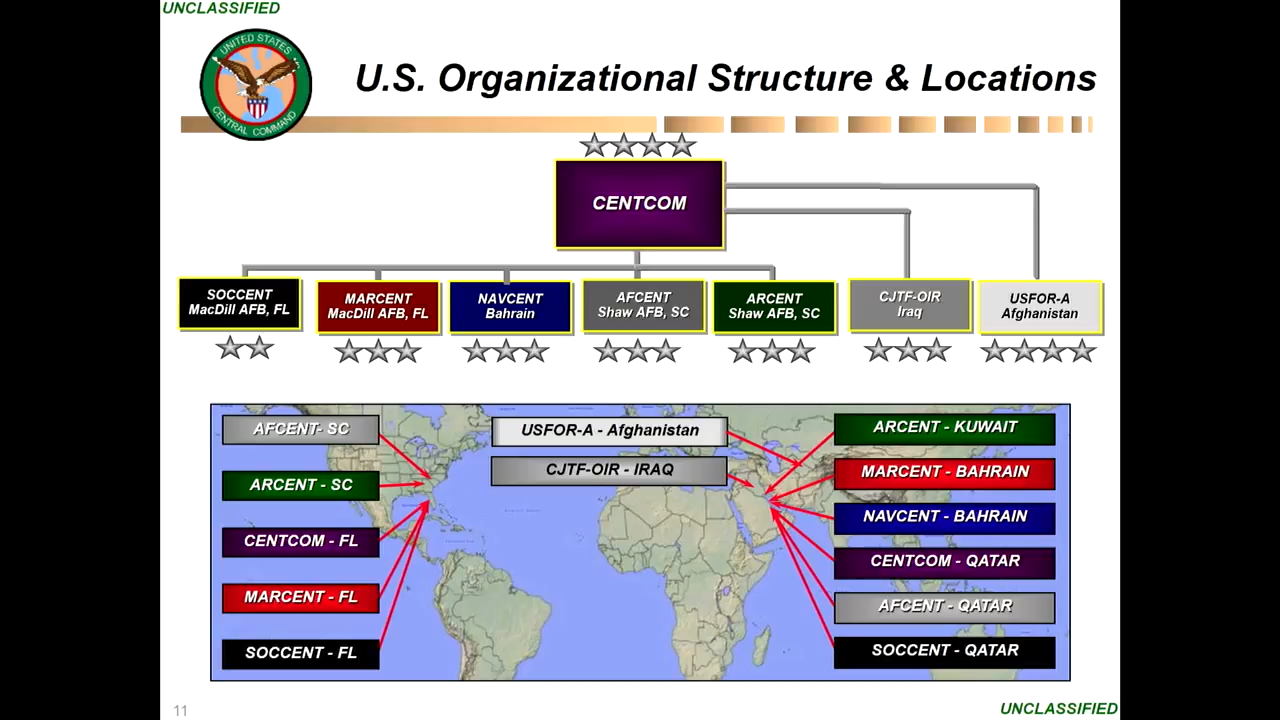 UNCLASSIFIED
UNITED STATES
CENTRAL COMMAND
U.S. Organizational Structure & Locations
CENTCOM
SOCCENT
MacDill AFB, FL
MARCENT
MacDill AFB, FL
NAVCENT
Bahrain
AFCENT
Shaw AFB, SC
ARCENT
Shaw AFB, SC
CJTF-OIR
Iraq
USFOR-A
Afghanistan
AFCENT- SC
ARCENT - SC
CENTCOM - FL
MARCENT - FL
SOCCENT - FL
USFOR-A - Afghanistan
CJTF-OIR - IRAQ
ARCENT - KUWAIT
MARCENT - BAHRAIN
NAVCENT - BAHRAIN
CENTCOM - QATAR
AFCENT - QATAR
SOCCENT - QATAR
11
UNCLASSIFIED